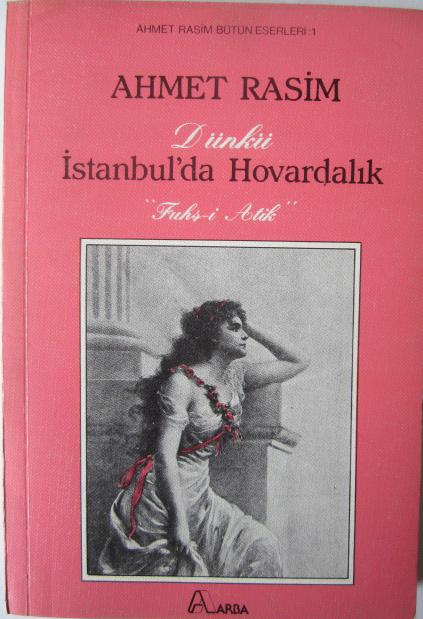 AHMET RASİM BÜTÜN ESERLERİ :1
AHMET RASİM
Dünkü
İstanbul'da Hovardalık
"Fuhş-i Atik"
ARBA